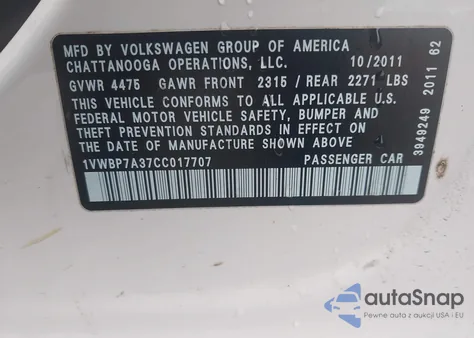 MFD BY VOLKSWAGEN GROUP OF AMERICA
CHATTANOOGA OPERATIONS, LLC. 10/2011
GVWR 4475 GAWR FRONT 2315 / REAR 2271 LBS
THIS VEHICLE CONFORMS TO ALL APPLICABLE U.S.
FEDERAL MOTOR VEHICLE SAFETY, BUMPER AND
THEFT PREVENTION STANDARDS IN EFFECT
ON THE DATE OF MANUFACTURE SHOWN ABOVE.
1VWBP7A37CC017707 PASSENGER CAR
3949249 2011 62
autoSnap
Pewne auta z aukcji USA i EU